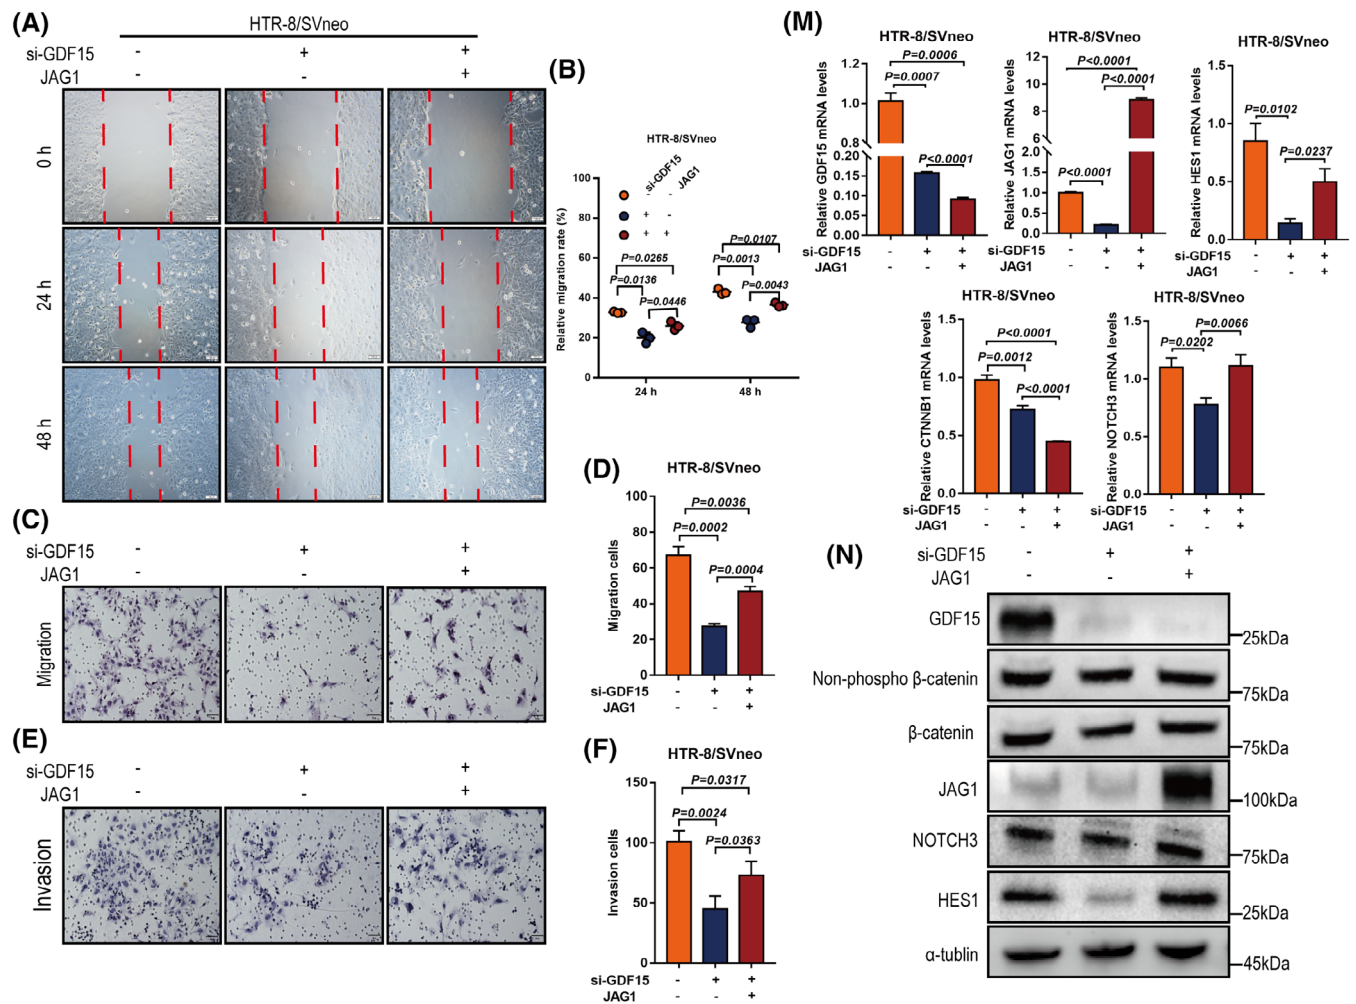 (A)
HTR-8/SVneo
si-GDF15 - + +
JAG1 - - +
0 h
24 h
48 h
(B)
HTR-8/SVneo
si-GDF15
JAG1
- -
+ -
+ +
Relative migration rate (%)
100
80
60
40
20
0
P=0.0265
P=0.0136
P=0.0446
P=0.0107
P=0.0013
P=0.0043
24 h
48 h
(C)
si-GDF15 - + +
JAG1 - - +
Migration
(D)
HTR-8/SVneo
Migration cells
100
80
60
40
20
0
P=0.0036
P=0.0002
P=0.0004
si-GDF15 - + +
JAG1 - - +
(E)
si-GDF15 - + +
JAG1 - - +
Invasion
(F)
HTR-8/SVneo
Invasion cells
150
100
50
0
P=0.0317
P=0.0024
P=0.0363
si-GDF15 - + +
JAG1 - - +
(M)
HTR-8/SVneo
Relative GDF15 mRNA levels
1.2
1.0
0.8
0.20
0.15
0.10
0.05
0.00
P=0.0006
P=0.0007
P<0.0001
si-GDF15 - + +
JAG1 - - +
HTR-8/SVneo
Relative JAG1 mRNA levels
14
12
10
8
6
2.0
1.5
1.0
0.5
0.0
P<0.0001
P<0.0001
P<0.0001
si-GDF15 - + +
JAG1 - - +
HTR-8/SVneo
Relative HES1 mRNA levels
1.5
1.0
0.5
0.0
P=0.0102
P=0.0237
si-GDF15 - + +
JAG1 - - +
HTR-8/SVneo
Relative CTNNB1 mRNA levels
1.5
1.0
0.5
0.0
P<0.0001
P=0.0012
P<0.0001
si-GDF15 - + +
JAG1 - - +
HTR-8/SVneo
Relative NOTCH3 mRNA levels
1.5
1.0
0.5
0.0
P=0.0066
P=0.0202
si-GDF15 - + +
JAG1 - - +
(N)
si-GDF15 - + +
JAG1 - - +
GDF15
25kDa
Non-phospho β-catenin
75kDa
β-catenin
75kDa
JAG1
100kDa
NOTCH3
75kDa
HES1
25kDa
α-tublin
45kDa